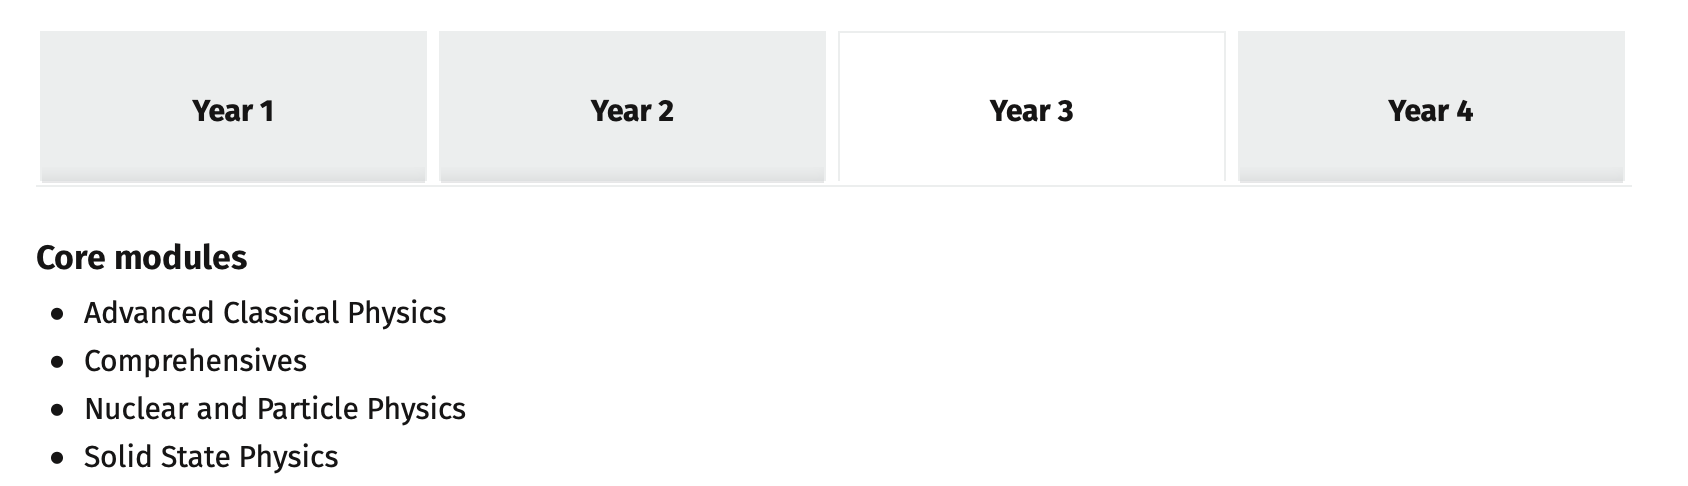 Year 1 Year 2 Year 3 Year 4
Core modules
Advanced Classical Physics
Comprehensives
Nuclear and Particle Physics
Solid State Physics